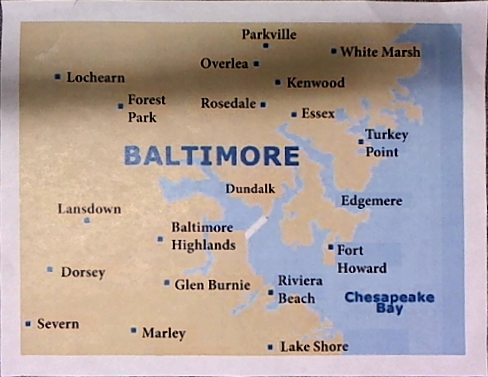 Parkville
White Marsh
Overlea
Lochearn
Kenwood
Forest
Park
Rosedale
Essex
Turkey
Point
BALTIMORE
Dundalk
Edgemere
Lansdown
Baltimore
Highlands
Fort
Howard
Dorsey
Glen Burnie
Riviera
Beach
Chesapeake
Bay
Severn
Marley
Lake Shore